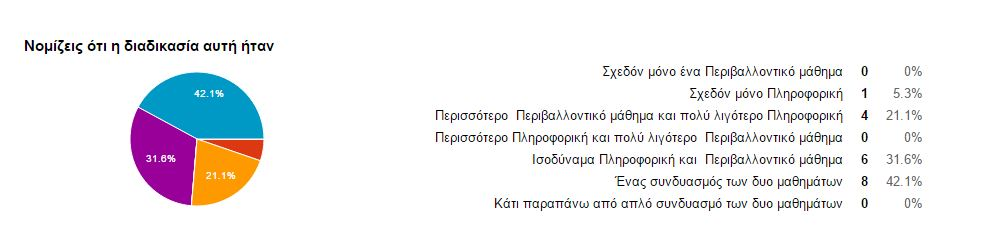 Νομίζεις ότι η διαδικασία αυτή ήταν
42.1%
31.6%
21.1%
Σχεδόν μόνο ένα Περιβαλλοντικό μάθημα 0 0%
Σχεδόν μόνο Πληροφορική 1 5.3%
Περισσότερο Περιβαλλοντικό μάθημα και πολύ λιγότερο Πληροφορική 4 21.1%
Περισσότερο Πληροφορική και πολύ λιγότερο Περιβαλλοντικό μάθημα 0 0%
Ισοδύναμα Πληροφορική και Περιβαλλοντικό μάθημα 6 31.6%
Ένας συνδυασμός των δυο μαθημάτων 8 42.1%
Κάτι παραπάνω από απλό συνδυασμό των δυο μαθημάτων 0 0%